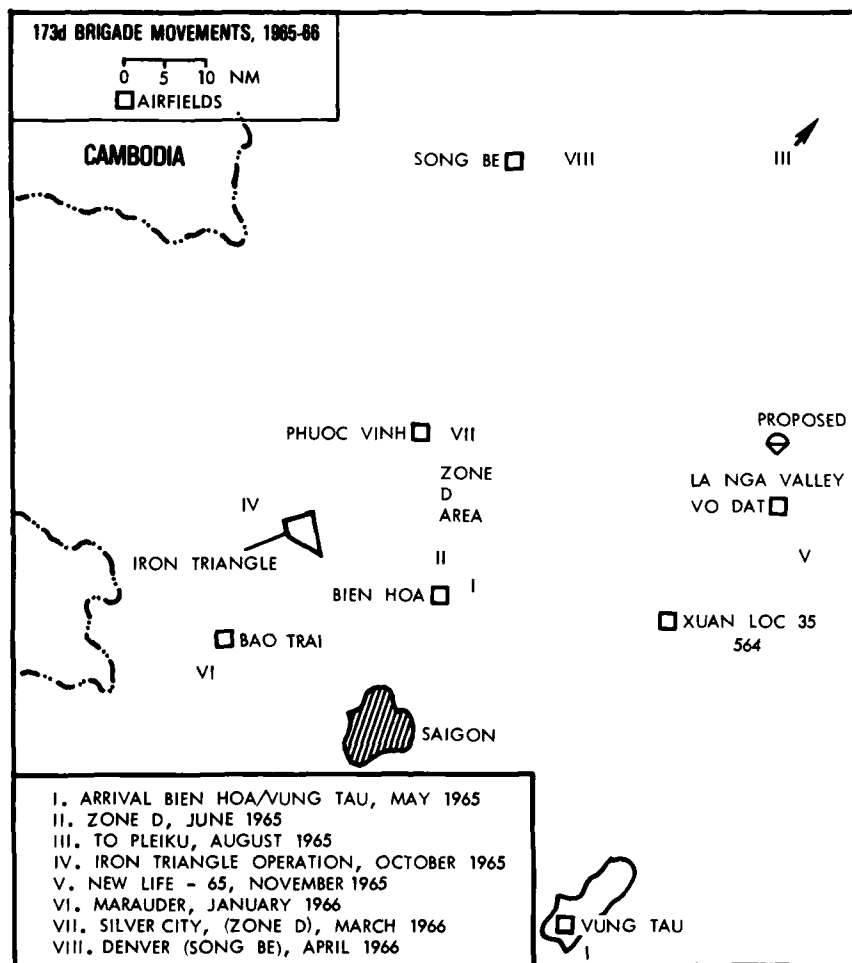 173d BRIGADE MOVEMENTS, 1965-66
0 5 10 NM
AIRFIELDS
CAMBODIA
SONG BE VIII III
PHUOC VINH VII
PROPOSED
ZONE
D
AREA
LA NGA VALLEY
VO DAT
IV
IRON TRIANGLE
II
V
BIEN HOA I
XUAN LOC 35
564
BAO TRAI
VI
SAIGON
I. ARRIVAL BIEN HOA/VUNG TAU, MAY 1965
II. ZONE D, JUNE 1965
III. TO PLEIKU, AUGUST 1965
IV. IRON TRIANGLE OPERATION, OCTOBER 1965
V. NEW LIFE - 65, NOVEMBER 1965
VI. MARAUDER, JANUARY 1966
VII. SILVER CITY, (ZONE D), MARCH 1966
VIII. DENVER (SONG BE), APRIL 1966
VUNG TAU
I